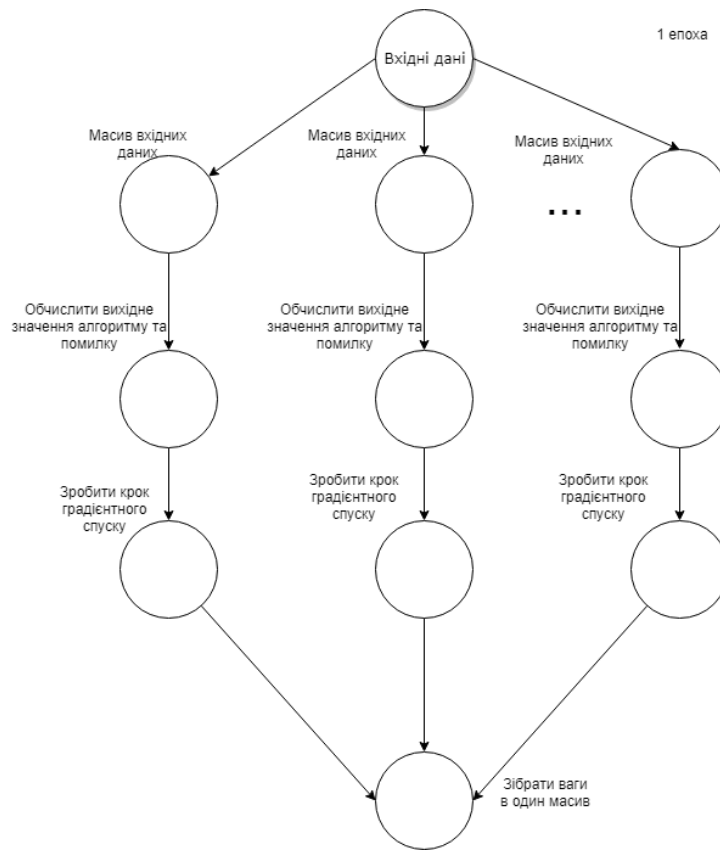 1 епоха
Вхідні дані
Масив вхідних
даних
Масив вхідних
даних
Масив вхідних
даних
...
Обчислити вихідне
значення алгоритму та
помилку
Обчислити вихідне
значення алгоритму та
помилку
Обчислити вихідне
значення алгоритму та
помилку
Зробити крок
градієнтного
спуску
Зробити крок
градієнтного
спуску
Зробити крок
градієнтного
спуску
Зібрати ваги
в один масив